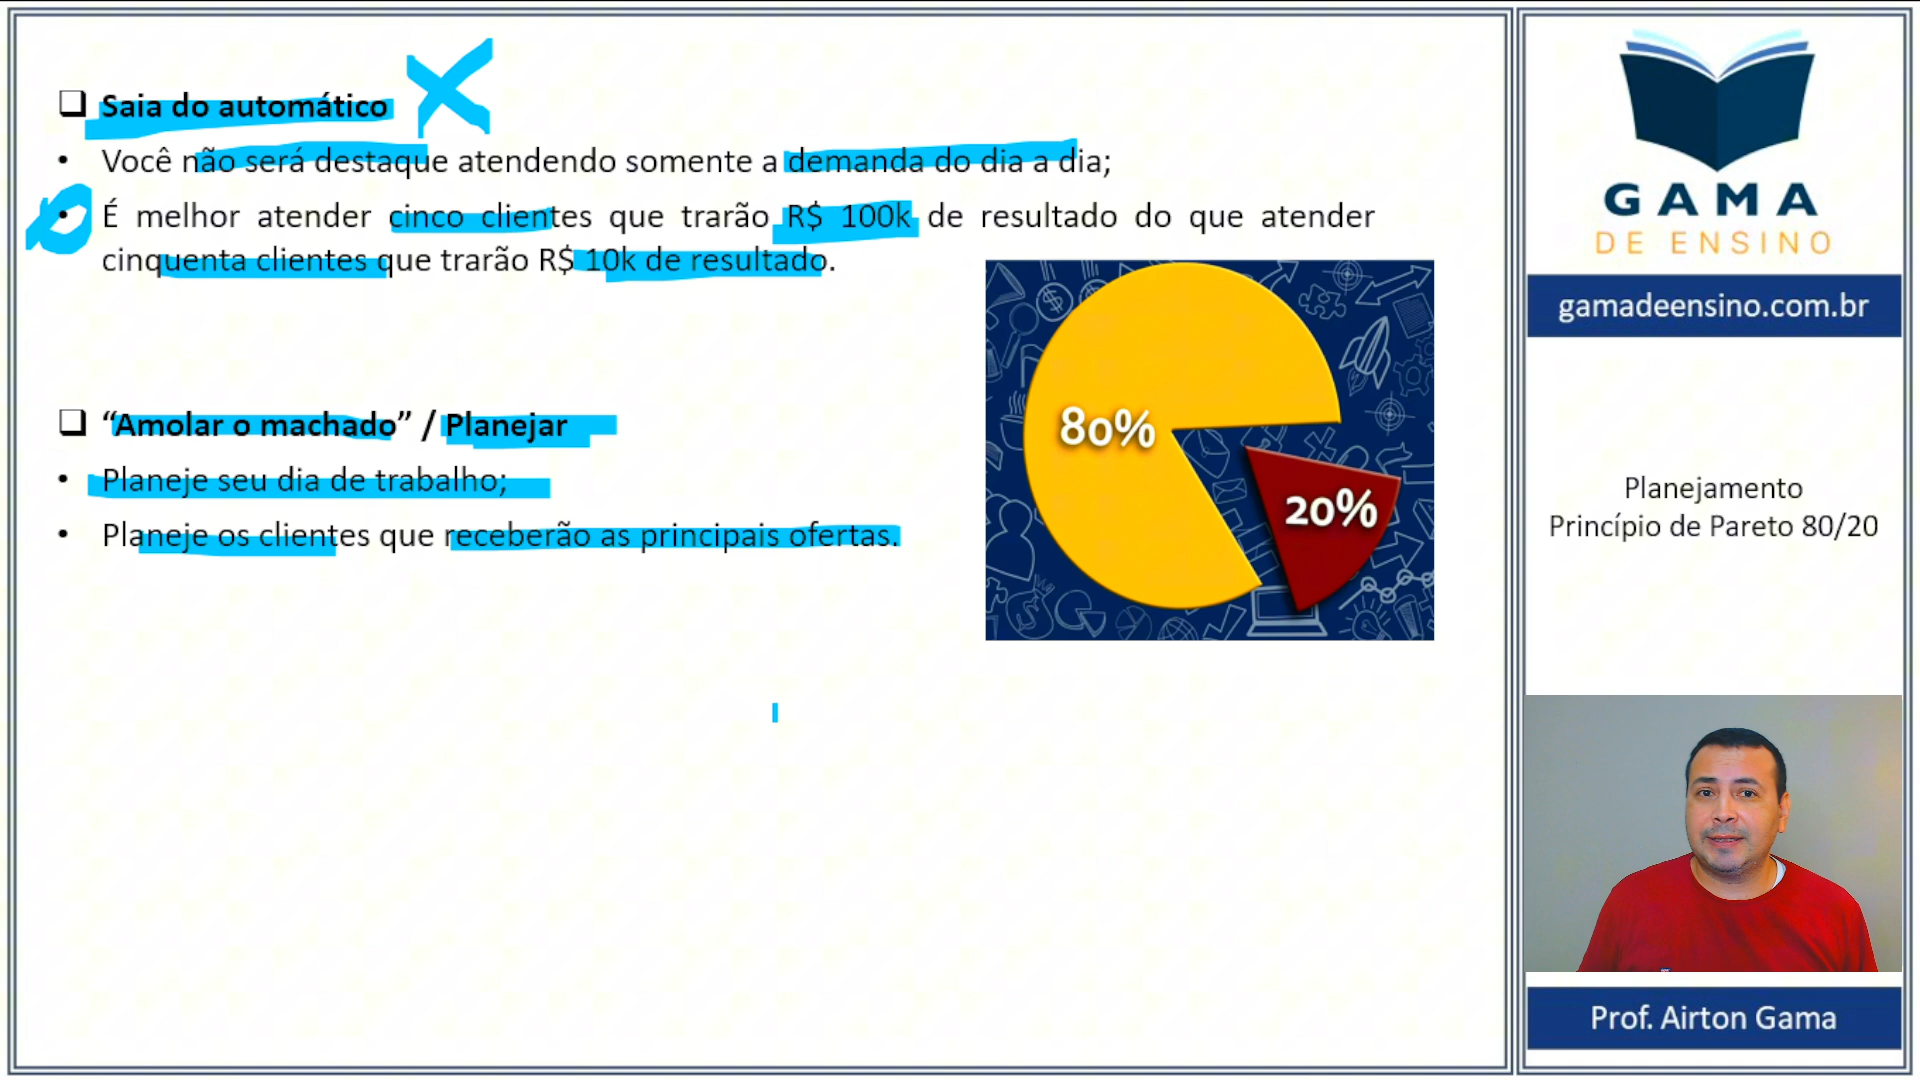 ❑ Saia do automático
• Você não será destaque atendendo somente a demanda do dia a dia;
• É melhor atender cinco clientes que trarão R$ 100k de resultado do que atender
cinquenta clientes que trarão R$ 10k de resultado.
❑ “Amolar o machado” / Planejar
• Planeje seu dia de trabalho;
• Planeje os clientes que receberão as principais ofertas.
80%
20%
GAMA
DE ENSINO
gamadeensino.com.br
Planejamento
Princípio de Pareto 80/20
Prof. Airton Gama